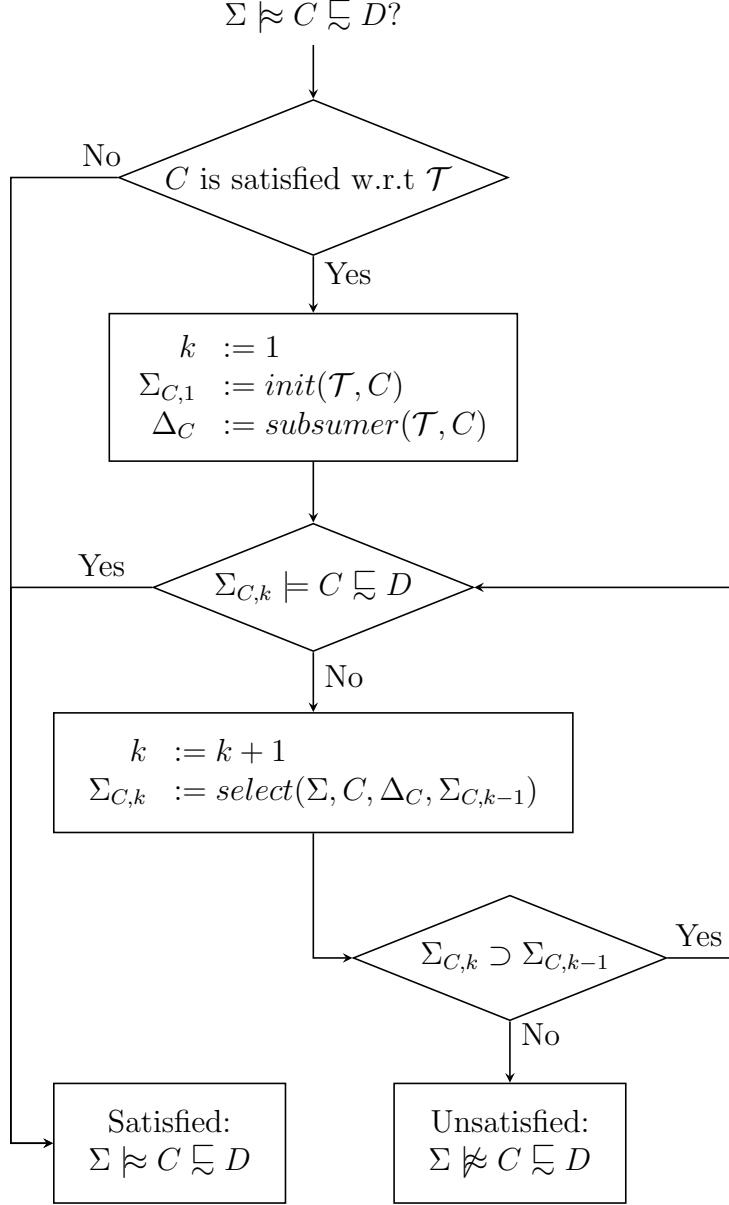 Σ |≈ C ⊑~ D?
No
C is satisfied w.r.t 𝒯
Yes
k := 1
Σ_{C,1} := init(𝒯, C)
Δ_C := subsumer(𝒯, C)
Yes
Σ_{C,k} ⊨ C ⊑~ D
No
k := k + 1
Σ_{C,k} := select(Σ, C, Δ_C, Σ_{C,k−1})
Σ_{C,k} ⊃ Σ_{C,k−1}
Yes
No
Satisfied:
Σ |≈ C ⊑~ D
Unsatisfied:
Σ |≉ C ⊑~ D